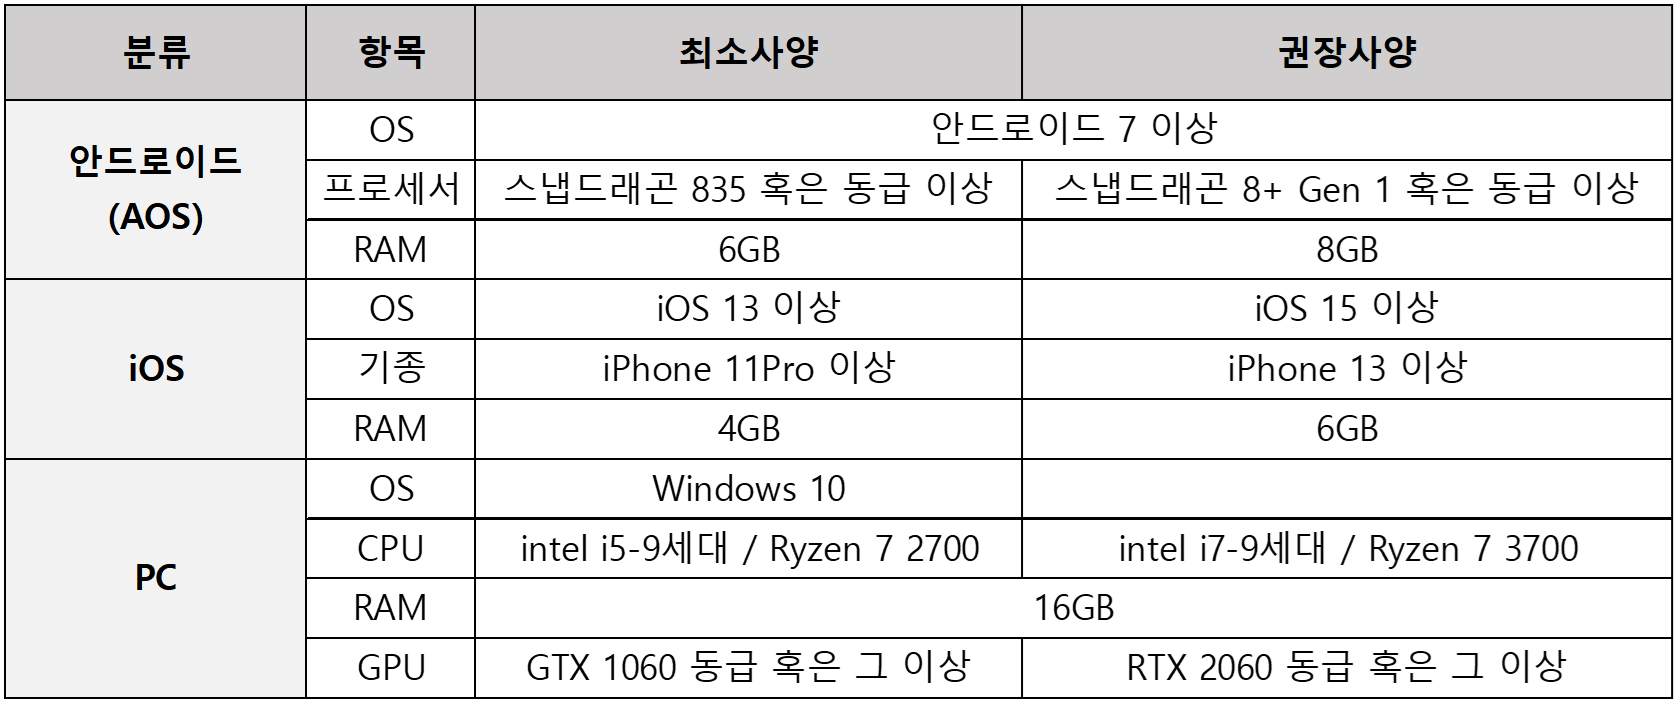 분류 항목 최소사양 권장사양
안드로이드
(AOS)
OS 안드로이드 7 이상
프로세서 스냅드래곤 835 혹은 동급 이상 스냅드래곤 8+ Gen 1 혹은 동급 이상
RAM 6GB 8GB
iOS
OS iOS 13 이상 iOS 15 이상
기종 iPhone 11Pro 이상 iPhone 13 이상
RAM 4GB 6GB
PC
OS Windows 10
CPU intel i5-9세대 / Ryzen 7 2700 intel i7-9세대 / Ryzen 7 3700
RAM 16GB
GPU GTX 1060 동급 혹은 그 이상 RTX 2060 동급 혹은 그 이상